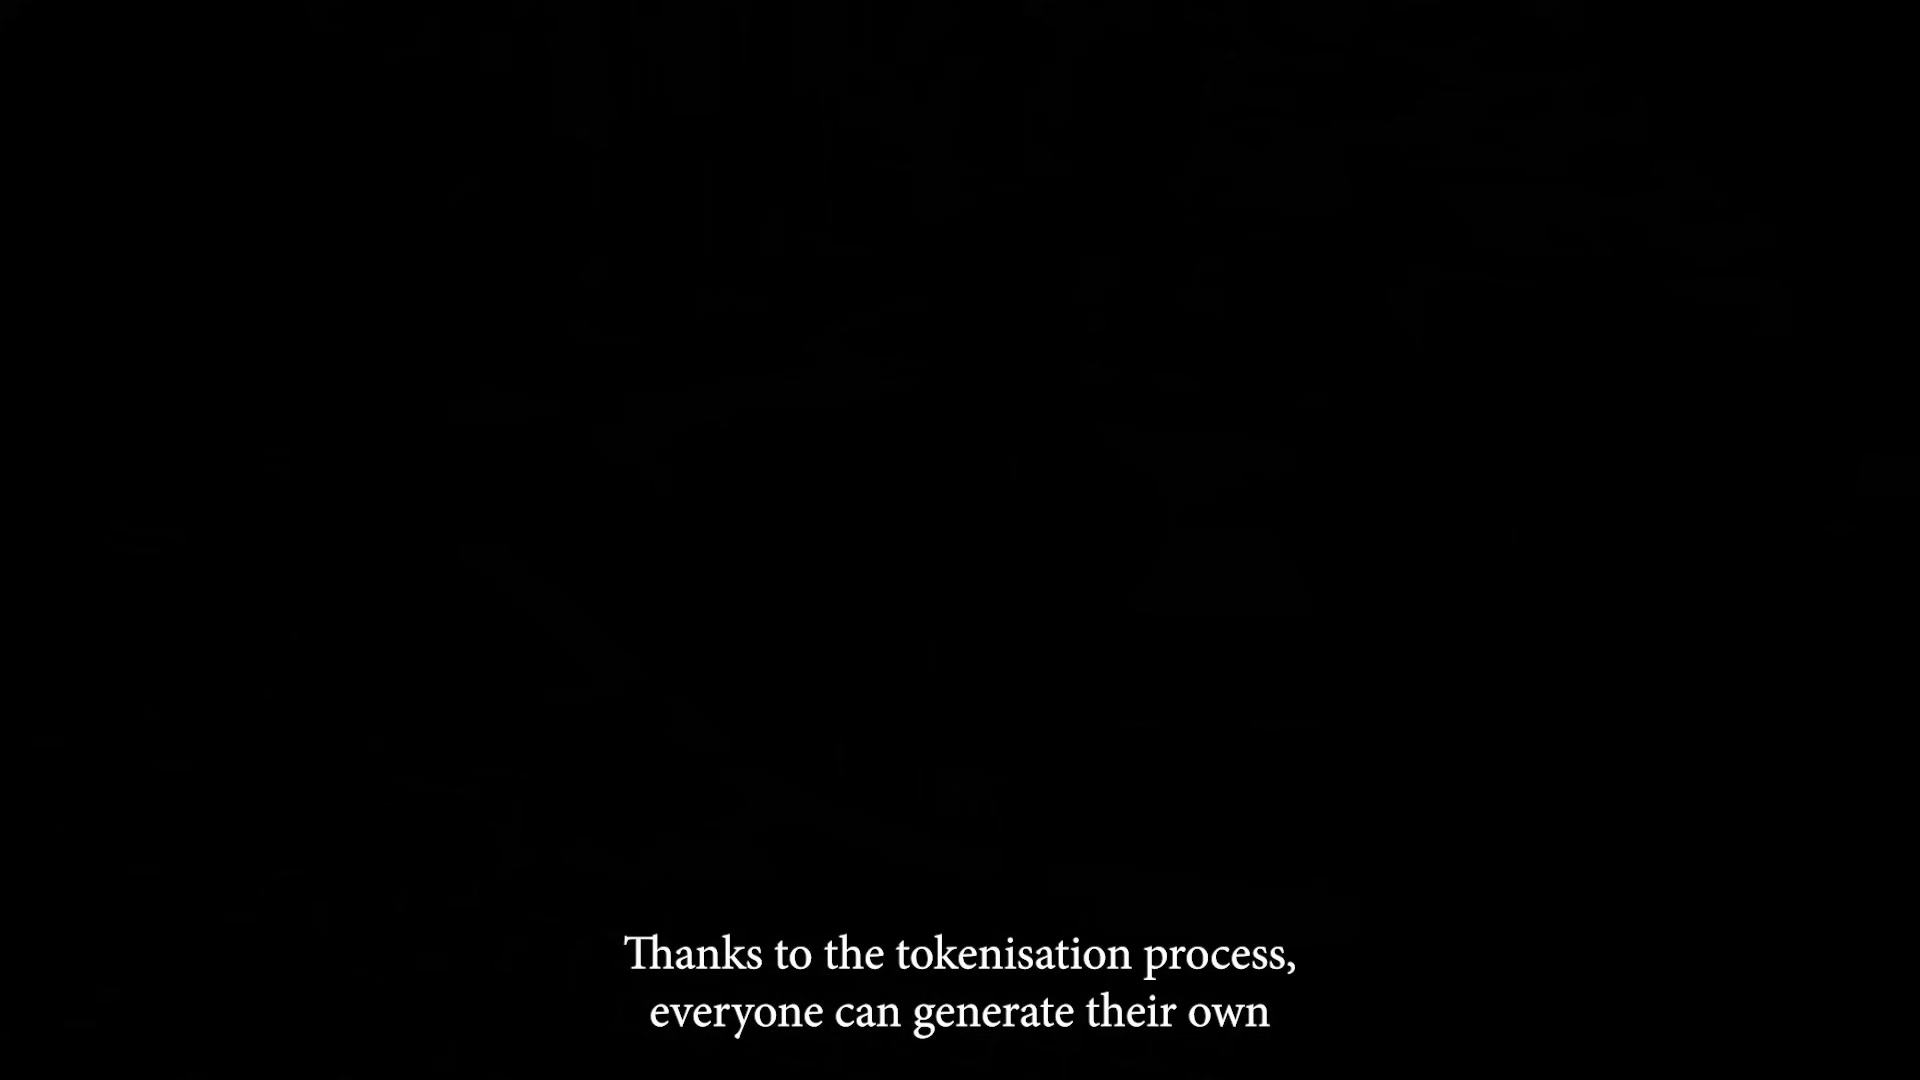 Thanks to the tokenisation process,
everyone can generate their own